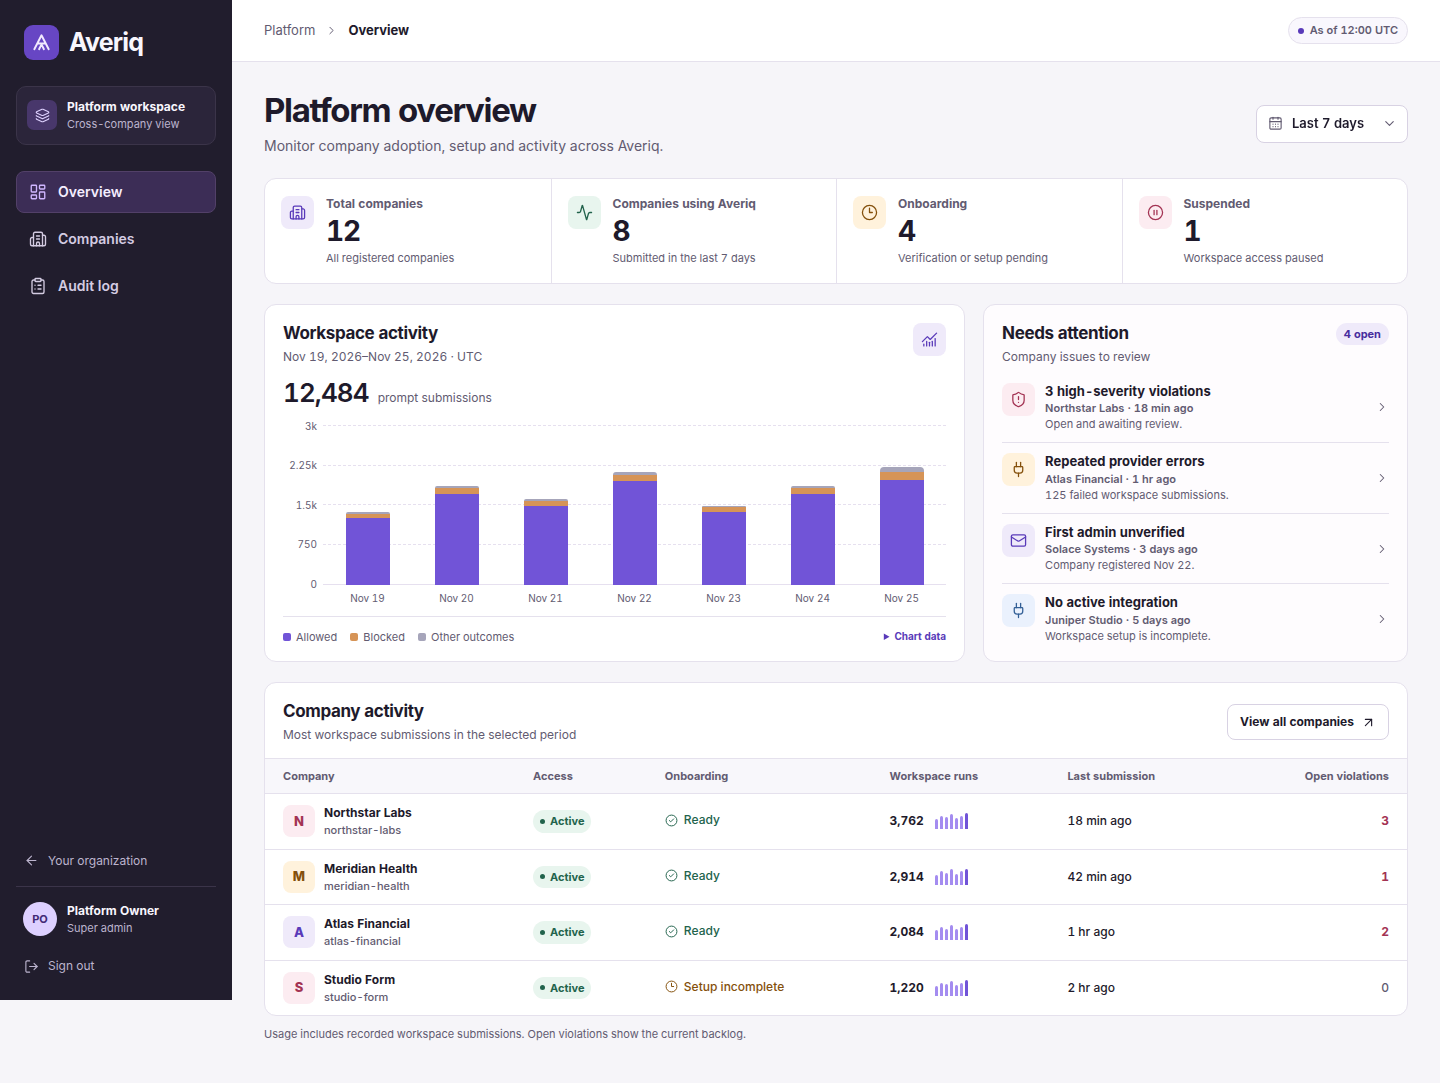 Averiq
Platform workspace
Cross-company view
Overview
Companies
Audit log
Your organization
PO
Platform Owner
Super admin
Sign out
Platform > Overview
As of 12:00 UTC
Platform overview
Monitor company adoption, setup and activity across Averiq.
Last 7 days
Total companies
12
All registered companies
Companies using Averiq
8
Submitted in the last 7 days
Onboarding
4
Verification or setup pending
Suspended
1
Workspace access paused
Workspace activity
Nov 19, 2026–Nov 25, 2026 · UTC
12,484 prompt submissions
3k
2.25k
1.5k
750
0
Nov 19 Nov 20 Nov 21 Nov 22 Nov 23 Nov 24 Nov 25
Allowed Blocked Other outcomes
Chart data
Needs attention
4 open
Company issues to review
3 high-severity violations
Northstar Labs · 18 min ago
Open and awaiting review.
Repeated provider errors
Atlas Financial · 1 hr ago
125 failed workspace submissions.
First admin unverified
Solace Systems · 3 days ago
Company registered Nov 22.
No active integration
Juniper Studio · 5 days ago
Workspace setup is incomplete.
Company activity
Most workspace submissions in the selected period
View all companies
Company Access Onboarding Workspace runs Last submission Open violations
N Northstar Labs Active Ready 3,762 18 min ago 3
northstar-labs
M Meridian Health Active Ready 2,914 42 min ago 1
meridian-health
A Atlas Financial Active Ready 2,084 1 hr ago 2
atlas-financial
S Studio Form Active Setup incomplete 1,220 2 hr ago 0
studio-form
Usage includes recorded workspace submissions. Open violations show the current backlog.